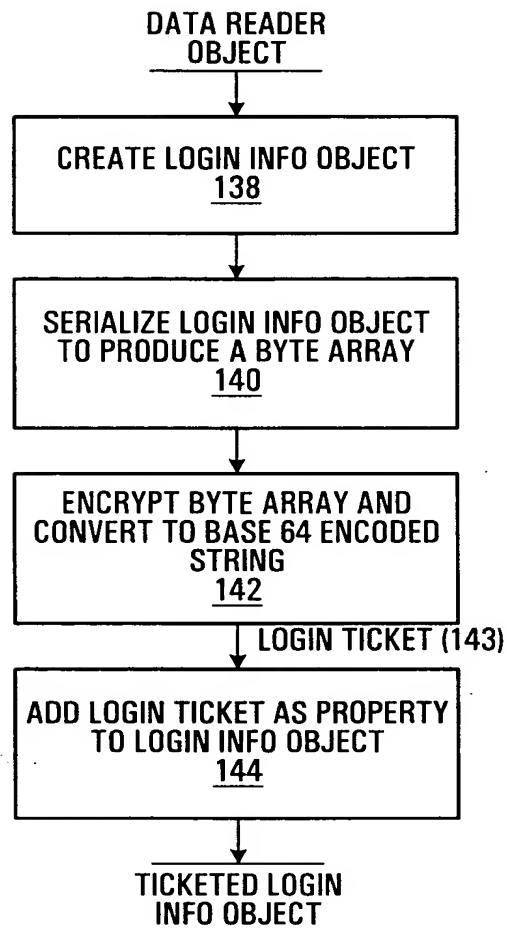 DATA READER
OBJECT
CREATE LOGIN INFO OBJECT
138
SERIALIZE LOGIN INFO OBJECT
TO PRODUCE A BYTE ARRAY
140
ENCRYPT BYTE ARRAY AND
CONVERT TO BASE 64 ENCODED
STRING
142
LOGIN TICKET (143)
ADD LOGIN TICKET AS PROPERTY
TO LOGIN INFO OBJECT
144
TICKETED LOGIN
INFO OBJECT